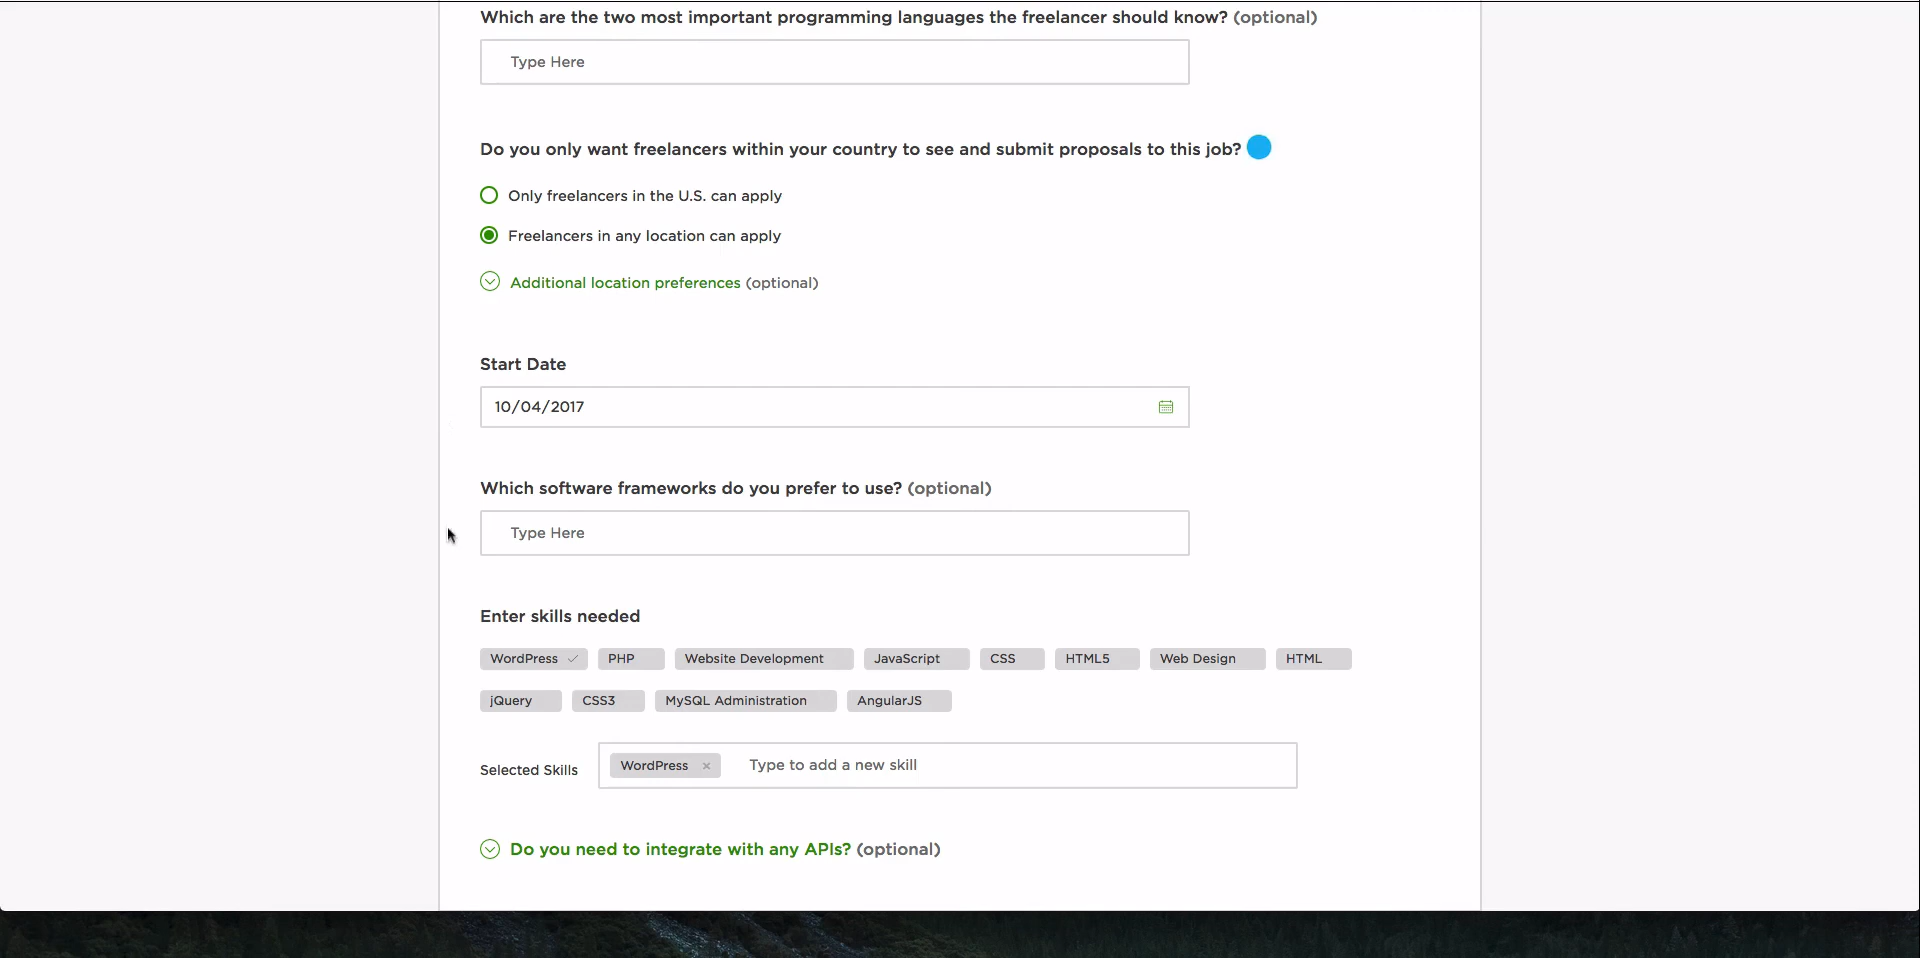 Which are the two most important programming languages the freelancer should know? (optional)
Type Here
Do you only want freelancers within your country to see and submit proposals to this job?
Only freelancers in the U.S. can apply
Freelancers in any location can apply
Additional location preferences (optional)
Start Date
10/04/2017
Which software frameworks do you prefer to use? (optional)
Type Here
Enter skills needed
WordPress PHP Website Development JavaScript CSS HTML5 Web Design HTML
jQuery CSS3 MySQL Administration AngularJS
Selected Skills WordPress × Type to add a new skill
Do you need to integrate with any APIs? (optional)